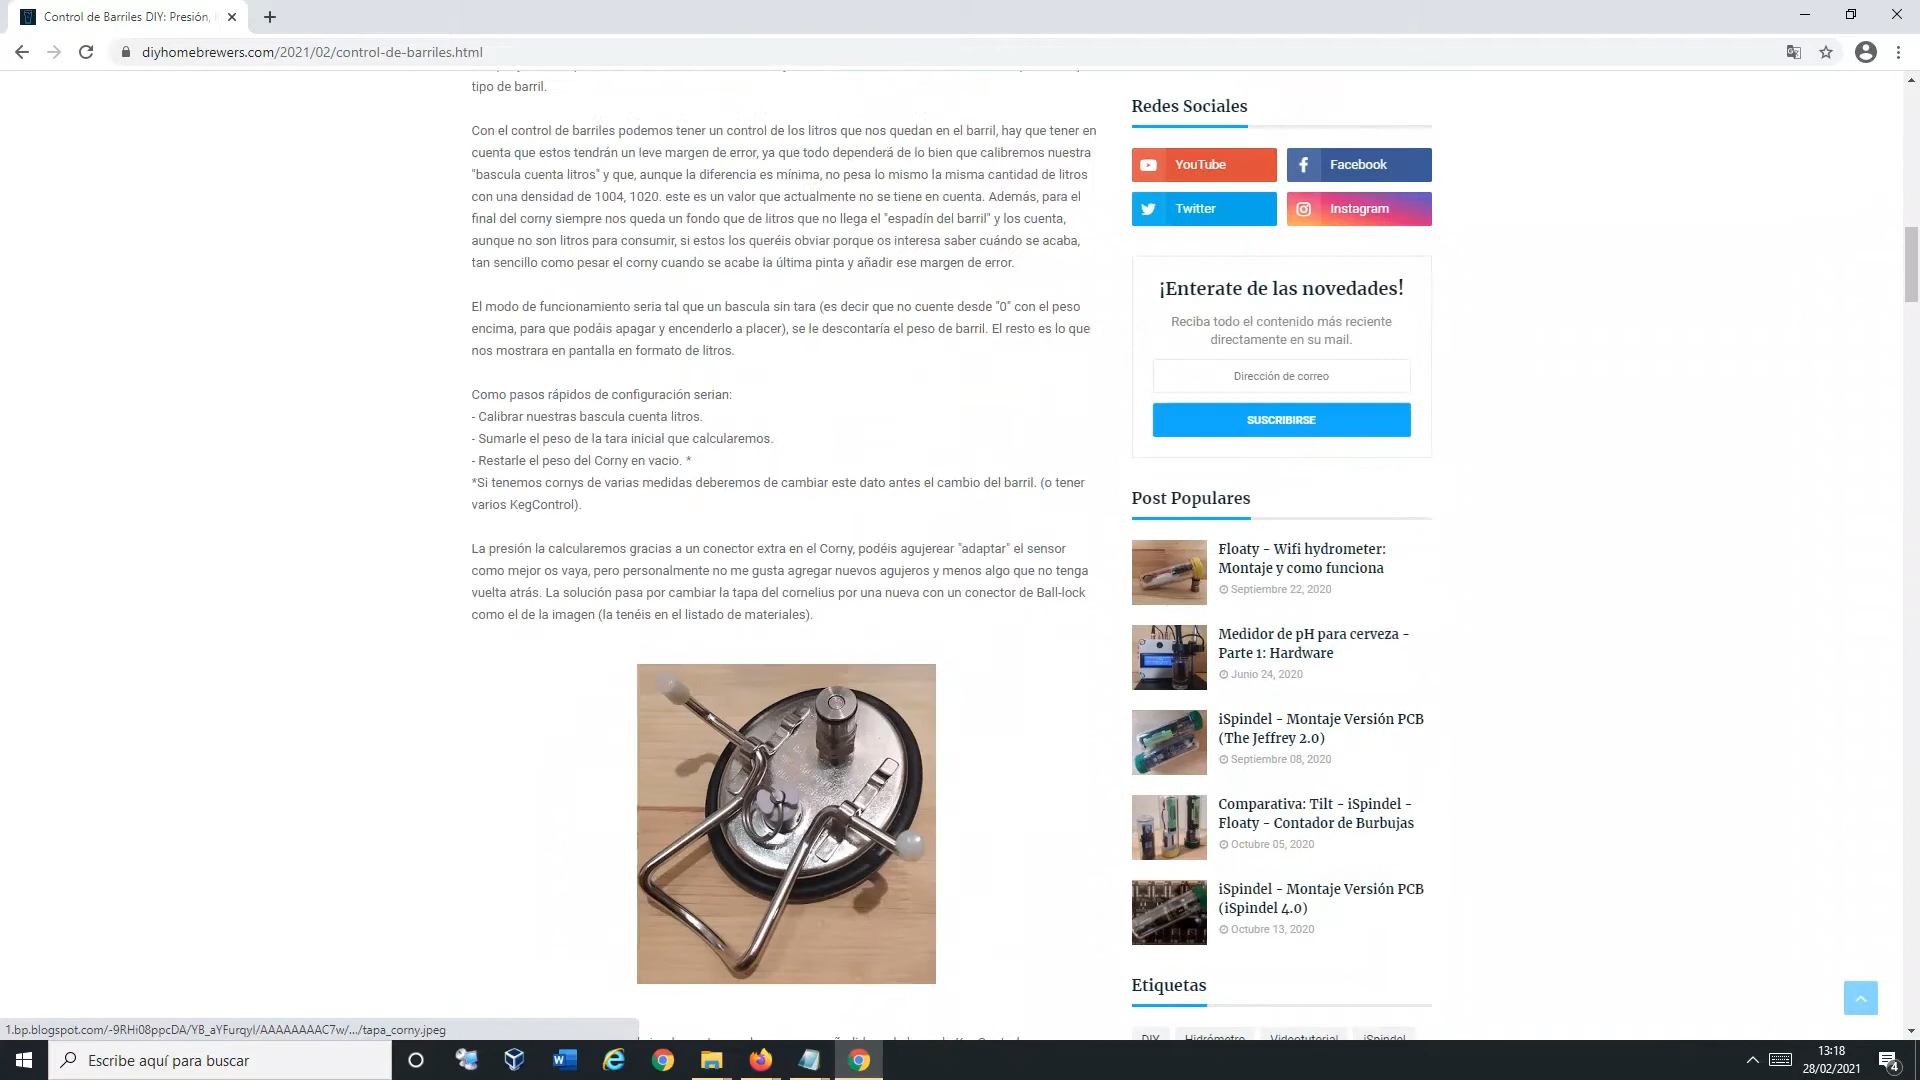 Control de Barriles DIY: Presión,
diyhomebrewers.com/2021/02/control-de-barriles.html
tipo de barril.
Con el control de barriles podemos tener un control de los litros que nos quedan en el barril, hay que tener en
cuenta que estos tendrán un leve margen de error, ya que todo dependerá de lo bien que calibremos nuestra
"bascula cuenta litros" y que, aunque la diferencia es mínima, no pesa lo mismo la misma cantidad de litros
con una densidad de 1004, 1020. este es un valor que actualmente no se tiene en cuenta. Además, para el
final del corny siempre nos queda un fondo que de litros que no llega el "espadín del barril" y los cuenta,
aunque no son litros para consumir, si estos los queréis obviar porque os interesa saber cuándo se acaba,
tan sencillo como pesar el corny cuando se acabe la última pinta y añadir ese margen de error.
El modo de funcionamiento seria tal que un bascula sin tara (es decir que no cuente desde "0" con el peso
encima, para que podáis apagar y encenderlo a placer), se le descontaría el peso de barril. El resto es lo que
nos mostrara en pantalla en formato de litros.
Como pasos rápidos de configuración serian:
- Calibrar nuestras bascula cuenta litros.
- Sumarle el peso de la tara inicial que calcularemos.
- Restarle el peso del Corny en vacio. *
*Si tenemos cornys de varias medidas deberemos de cambiar este dato antes el cambio del barril. (o tener
varios KegControl).
La presión la calcularemos gracias a un conector extra en el Corny, podéis agujerear "adaptar" el sensor
como mejor os vaya, pero personalmente no me gusta agregar nuevos agujeros y menos algo que no tenga
vuelta atrás. La solución pasa por cambiar la tapa del cornelius por una nueva con un conector de Ball-lock
como el de la imagen (la tenéis en el listado de materiales).
Redes Sociales
YouTube
Facebook
Twitter
Instagram
¡Enterate de las novedades!
Reciba todo el contenido más reciente
directamente en su mail.
Dirección de correo
SUSCRIBIRSE
Post Populares
Floaty - Wifi hydrometer:
Montaje y como funciona
Septiembre 22, 2020
Medidor de pH para cerveza -
Parte 1: Hardware
Junio 24, 2020
iSpindel - Montaje Versión PCB
(The Jeffrey 2.0)
Septiembre 08, 2020
Comparativa: Tilt - iSpindel -
Floaty - Contador de Burbujas
Octubre 05, 2020
iSpindel - Montaje Versión PCB
(iSpindel 4.0)
Octubre 13, 2020
Etiquetas
DIY Hidrómetro Videotutorial iSpindel
1.bp.blogspot.com/-9RHi08ppcDA/YB_aYFurqyI/AAAAAAAAC7w/.../tapa_corny.jpeg
Escribe aquí para buscar
13:18
28/02/2021
4